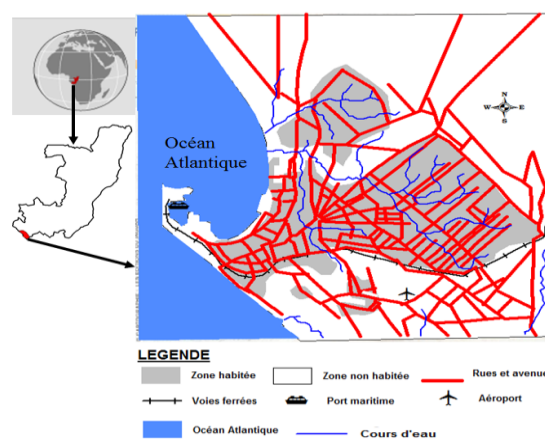 Océan
Atlantique
N
W E
S
LEGENDE
Zone habitée
Zone non habitée
Rues et avenue
Voies ferrées
Port maritime
Aéroport
Océan Atlantique
Cours d'eau